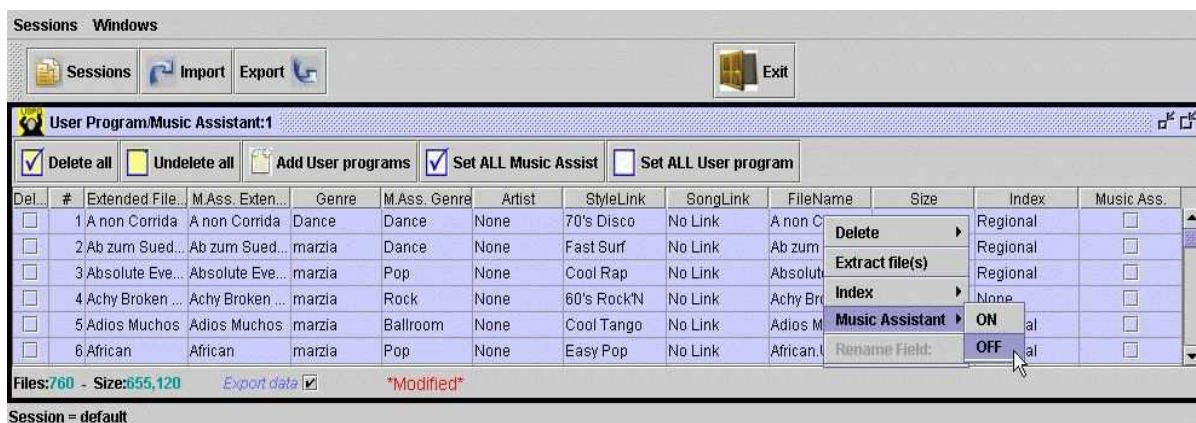 Sessions Windows
Sessions Import Export Exit
USPG
User Program/Music Assistant:1
Delete all Undelete all Add User programs Set ALL Music Assist Set ALL User program
Del... # Extended File... M.Ass. Exten... Genre M.Ass. Genre Artist StyleLink SongLink FileName Size Index Music Ass.
1 A non Corrida A non Corrida Dance Dance None 70's Disco No Link A non C Regional
2 Ab zum Sued... Ab zum Sued... marzia Dance None Fast Surf No Link Ab zum Regional
3 Absolute Eve... Absolute Eve... marzia Pop None Cool Rap No Link Absolut Regional
4 Achy Broken ... Achy Broken ... marzia Rock None 60's Rock'N No Link Achy Br None
5 Adios Muchos Adios Muchos marzia Ballroom None Cool Tango No Link Adios M al
6 African African marzia Pop None Easy Pop No Link African. al
Delete
Extract file(s)
Index
Music Assistant
Rename Field:
ON
OFF
Files:760 - Size:655,120 Export data *Modified*
Session = default